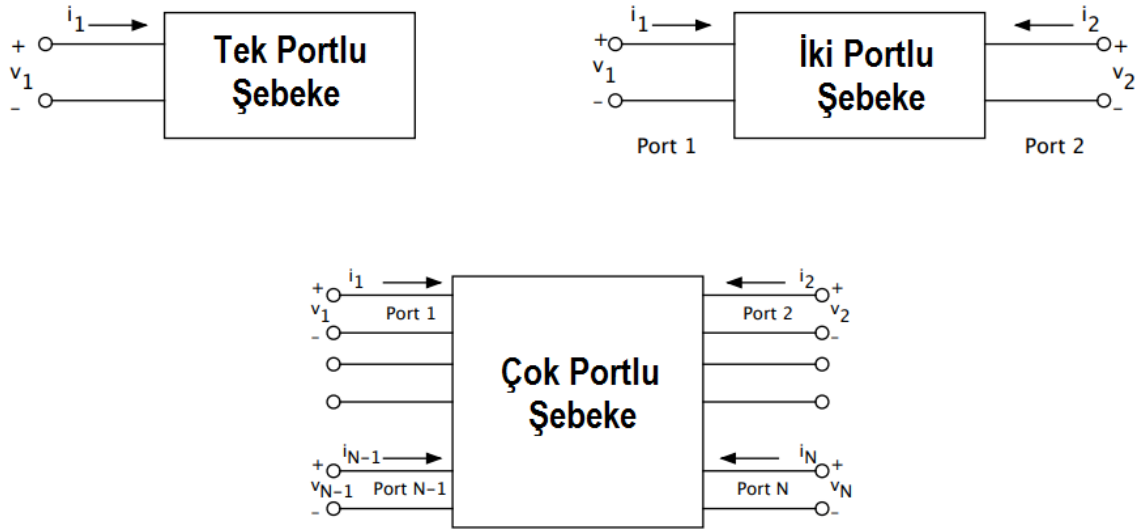 i1
+
v1
-
Tek Portlu
Şebeke
i1
+
v1
-
Port 1
İki Portlu
Şebeke
i2
+
v2
-
Port 2
i1
+
v1
-
Port 1
iN-1
+
vN-1
-
Port N-1
Çok Portlu
Şebeke
i2
+
v2
-
Port 2
iN
+
vN
-
Port N